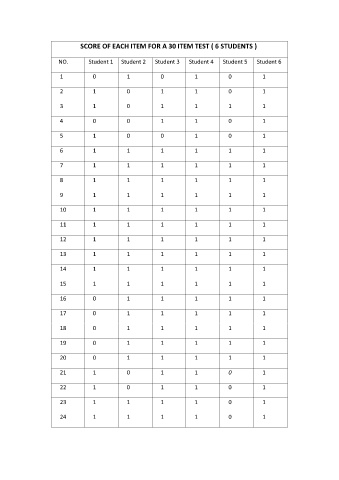 SCORE OF EACH ITEM FOR A 30 ITEM TEST ( 6 STUDENTS )
NO. Student 1 Student 2 Student 3 Student 4 Student 5 Student 6
1 0 1 0 1 0 1
2 1 0 1 1 0 1
3 1 0 1 1 1 1
4 0 0 1 1 0 1
5 1 0 0 1 0 1
6 1 1 1 1 1 1
7 1 1 1 1 1 1
8 1 1 1 1 1 1
9 1 1 1 1 1 1
10 1 1 1 1 1 1
11 1 1 1 1 1 1
12 1 1 1 1 1 1
13 1 1 1 1 1 1
14 1 1 1 1 1 1
15 1 1 1 1 1 1
16 0 1 1 1 1 1
17 0 1 1 1 1 1
18 0 1 1 1 1 1
19 0 1 1 1 1 1
20 0 1 1 1 1 1
21 1 0 1 1 0 1
22 1 0 1 1 0 1
23 1 1 1 1 0 1
24 1 1 1 1 0 1